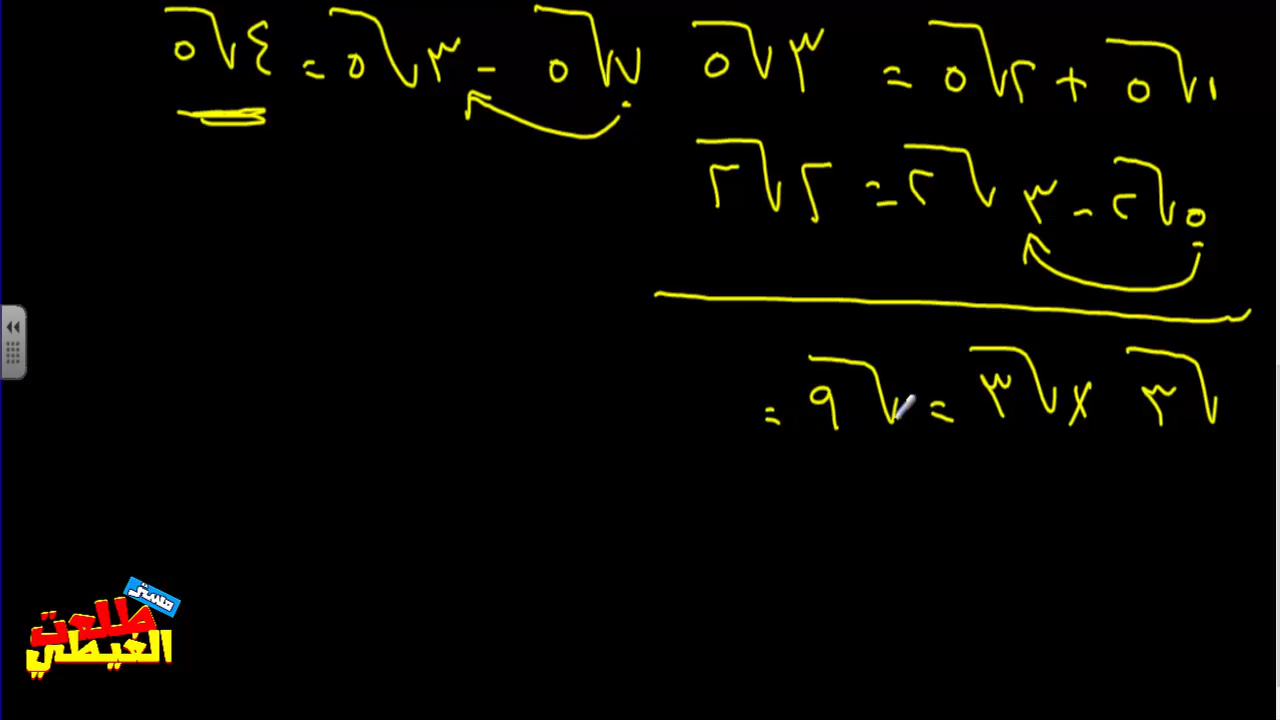 ١√٥ + ٢√٥ = ٣√٥
٧√٥ - ٣√٥ = ٤√٥
٥√٢ - ٣√٢ = ٢√٢
√٣ × √٣ = √٩ =
مستر
طلعت
الغيطي